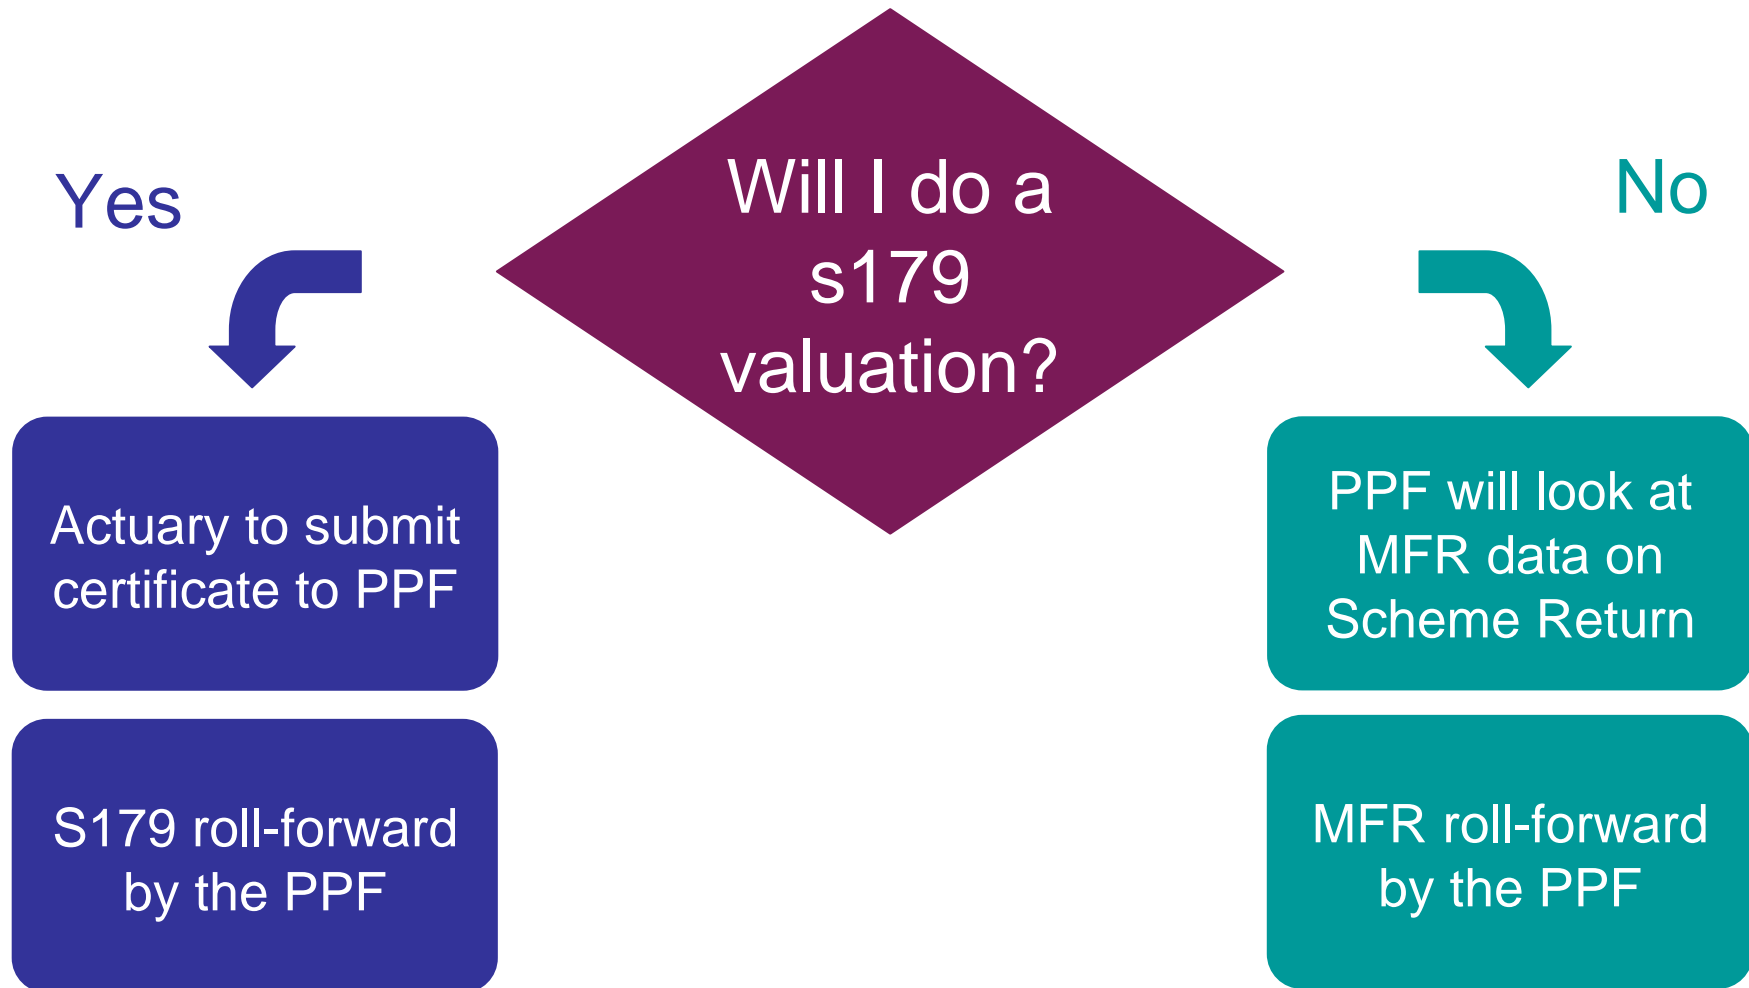 Will I do a
s179
valuation?
Yes
Actuary to submit
certificate to PPF
S179 roll-forward
by the PPF
No
PPF will look at
MFR data on
Scheme Return
MFR roll-forward
by the PPF